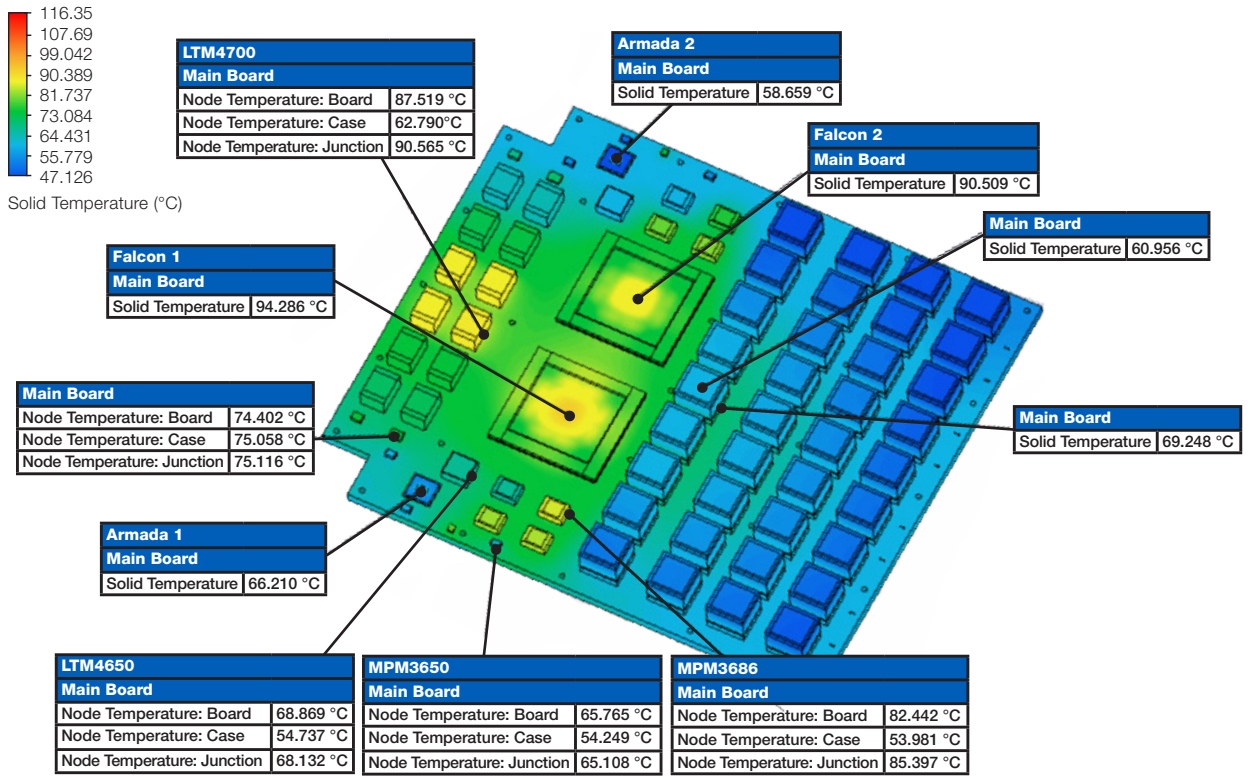 116.35
107.69
99.042
90.389
81.737
73.084
64.431
55.779
47.126
Solid Temperature (°C)
LTM4700
Main Board
Node Temperature: Board 87.519 °C
Node Temperature: Case 62.790°C
Node Temperature: Junction 90.565 °C
Armada 2
Main Board
Solid Temperature 58.659 °C
Falcon 2
Main Board
Solid Temperature 90.509 °C
Main Board
Solid Temperature 60.956 °C
Falcon 1
Main Board
Solid Temperature 94.286 °C
Main Board
Node Temperature: Board 74.402 °C
Node Temperature: Case 75.058 °C
Node Temperature: Junction 75.116 °C
Main Board
Solid Temperature 69.248 °C
Armada 1
Main Board
Solid Temperature 66.210 °C
LTM4650
Main Board
Node Temperature: Board 68.869 °C
Node Temperature: Case 54.737 °C
Node Temperature: Junction 68.132 °C
MPM3650
Main Board
Node Temperature: Board 65.765 °C
Node Temperature: Case 54.249 °C
Node Temperature: Junction 65.108 °C
MPM3686
Main Board
Node Temperature: Board 82.442 °C
Node Temperature: Case 53.981 °C
Node Temperature: Junction 85.397 °C